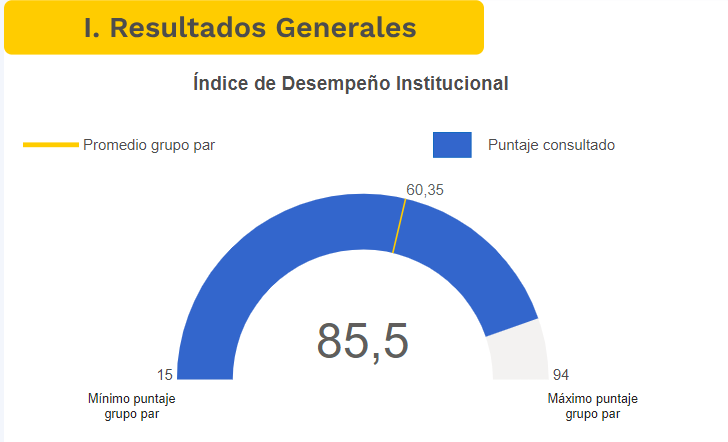 I. Resultados Generales
Índice de Desempeño Institucional
Promedio grupo par
Puntaje consultado
60,35
85,5
15
94
Mínimo puntaje
grupo par
Máximo puntaje
grupo par